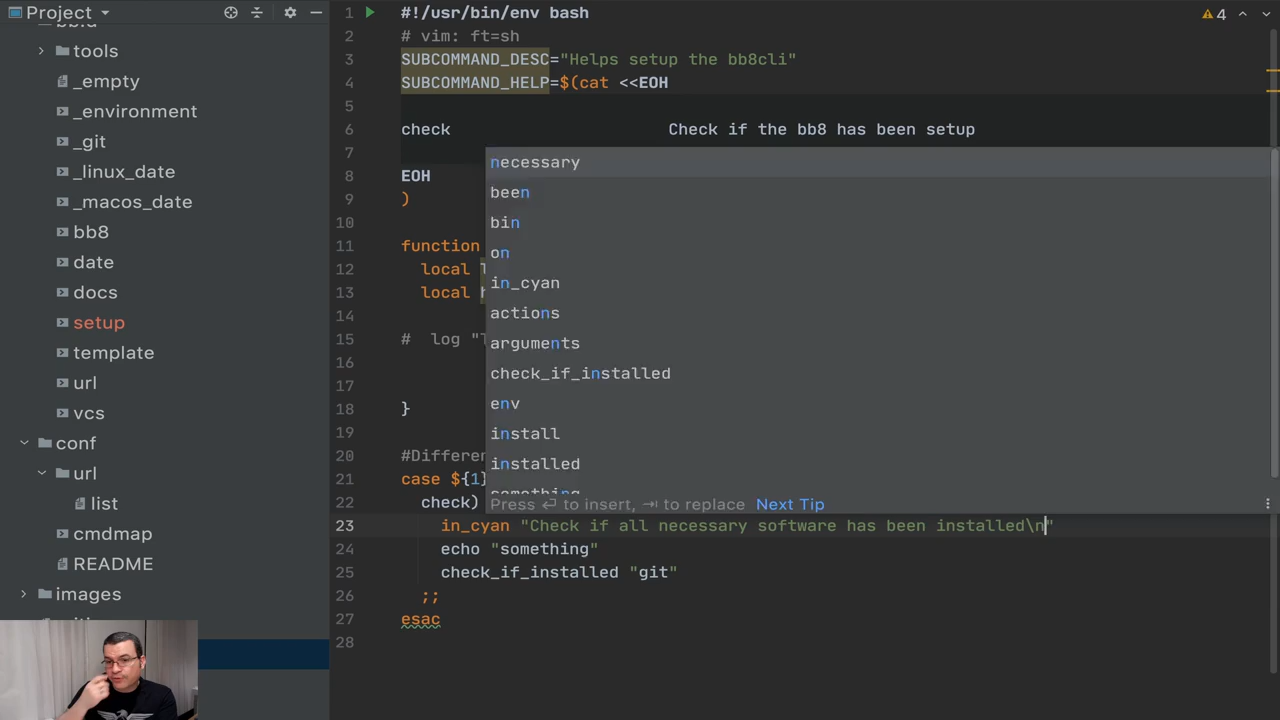 Project
tools
_empty
_environment
_git
_linux_date
_macos_date
bb8
date
docs
setup
template
url
vcs
conf
url
list
cmdmap
README
images
4
1 #!/usr/bin/env bash
2 # vim: ft=sh
3 SUBCOMMAND_DESC="Helps setup the bb8cli"
4 SUBCOMMAND_HELP=$(cat <<EOH
5
6 check Check if the bb8 has been setup
7
8 EOH
9 )
10
11 function
12 local
13 local
14
15 # log
16
17
18 }
19
20
21 case ${1}
22 check)
23 in_cyan "Check if all necessary software has been installed\n"
24 echo "something"
25 check_if_installed "git"
26 ;;
27 esac
28
necessary
been
bin
on
in_cyan
actions
arguments
check_if_installed
env
install
installed
something
Press ⏎ to insert, ⇥ to replace Next Tip